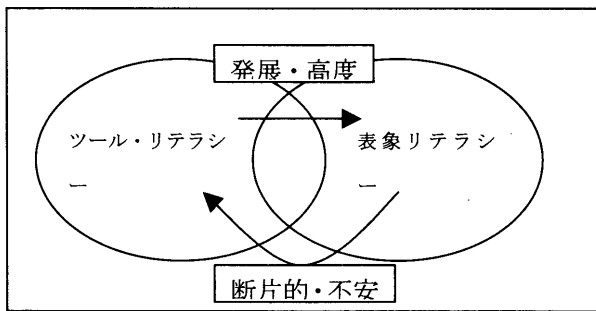 発展・高度
ツール・リテラシ
ー
表象リテラシ
ー
断片的・不安